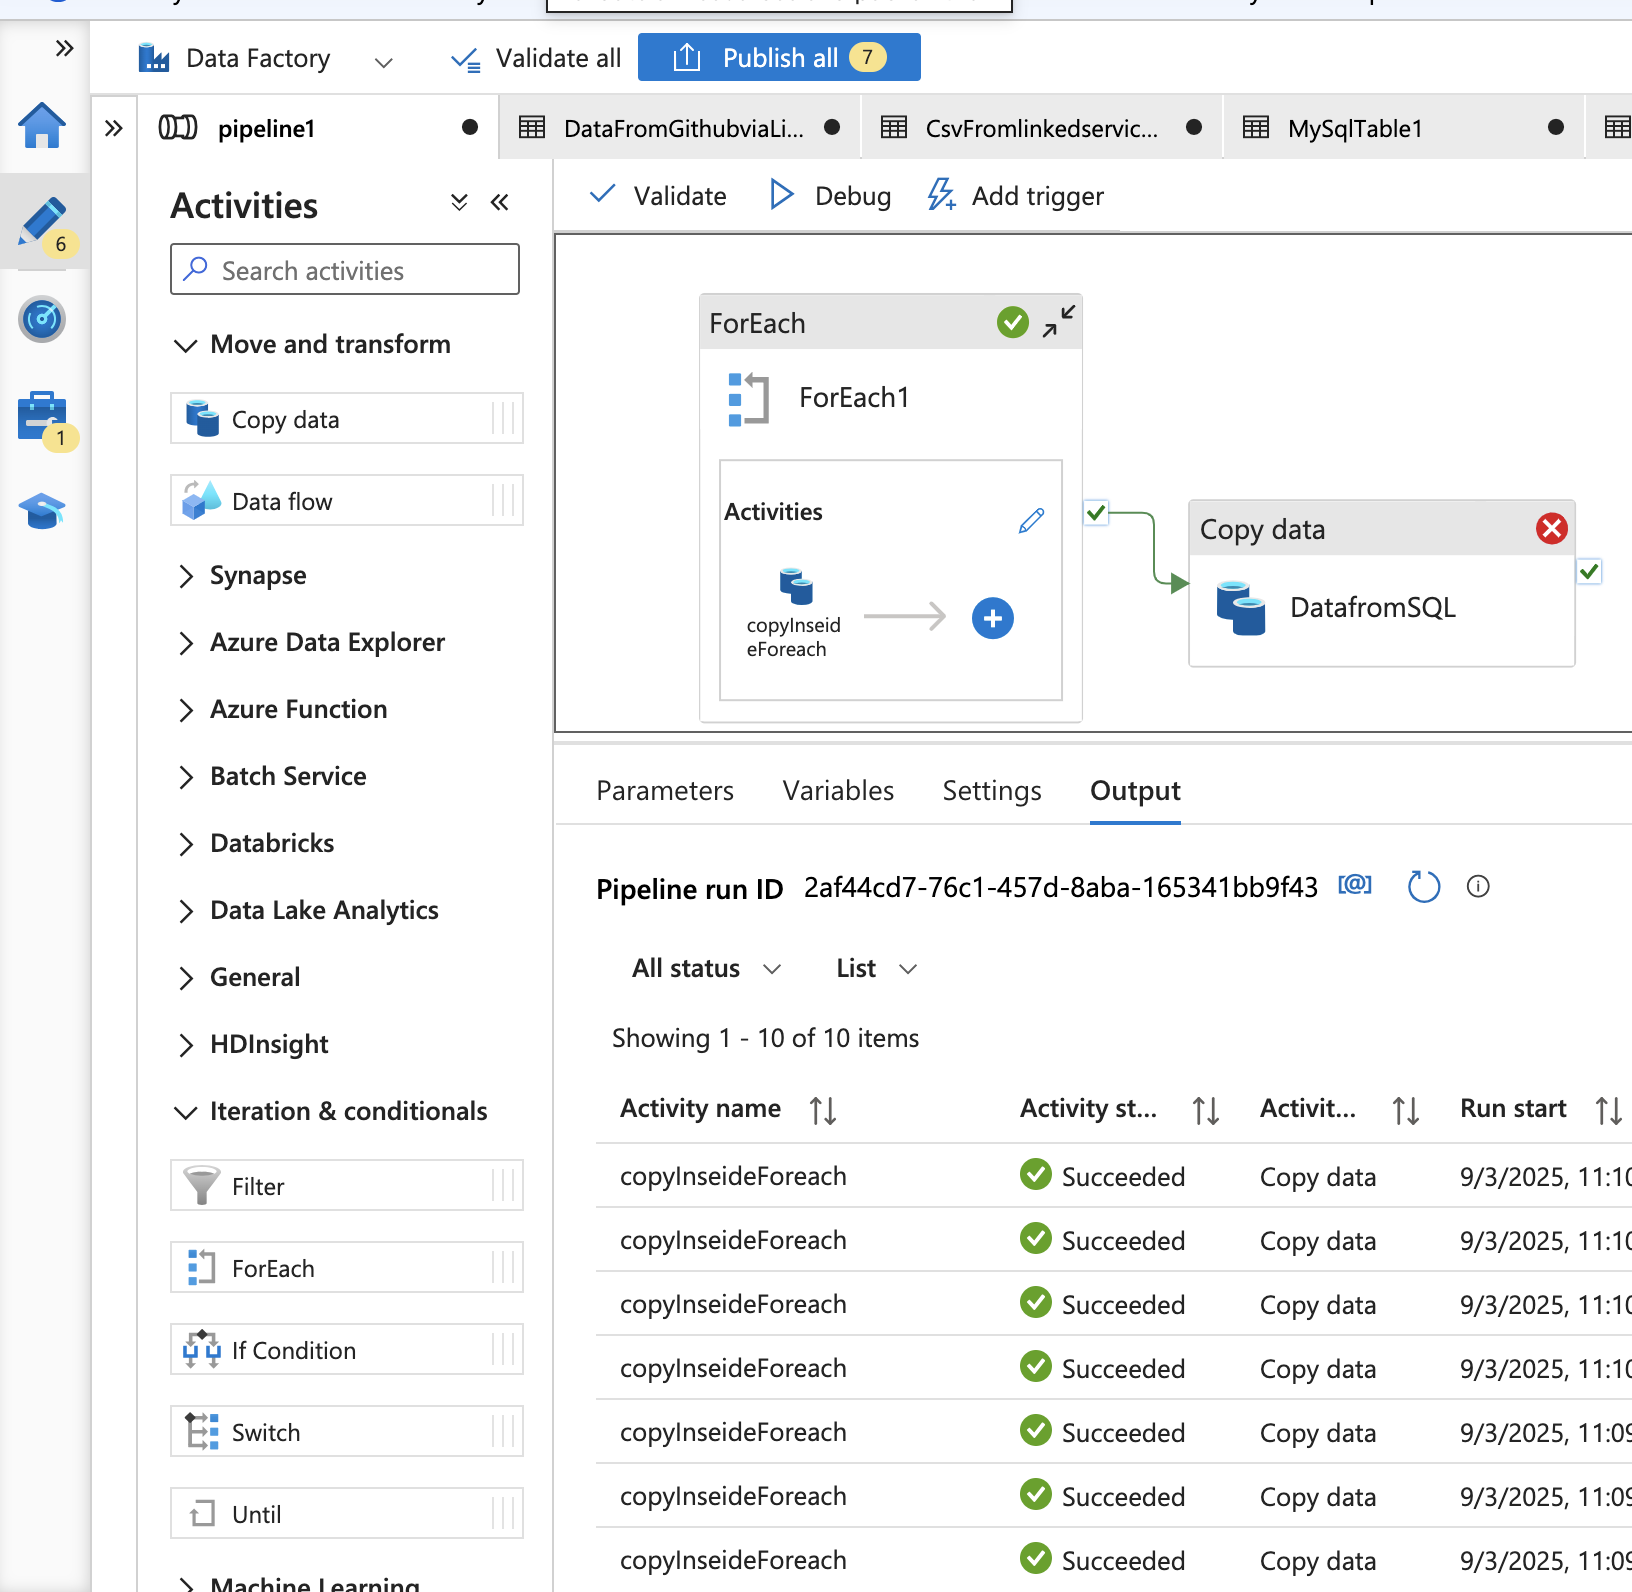 Data Factory
Validate all
Publish all 7
pipeline1
DataFromGithubviaLi...
CsvFromlinkedservic...
MySqlTable1
6
1
Activities
Search activities
Move and transform
Copy data
Data flow
Synapse
Azure Data Explorer
Azure Function
Batch Service
Databricks
Data Lake Analytics
General
HDInsight
Iteration & conditionals
Filter
ForEach
If Condition
Switch
Until
Machine Learning
Validate
Debug
Add trigger
ForEach
ForEach1
Activities
copyInseid
eForeach
Copy data
DatafromSQL
Parameters
Variables
Settings
Output
Pipeline run ID 2af44cd7-76c1-457d-8aba-165341bb9f43 [@]
All status
List
Showing 1 - 10 of 10 items
Activity name Activity st... Activit... Run start
copyInseideForeach Succeeded Copy data 9/3/2025, 11:10
copyInseideForeach Succeeded Copy data 9/3/2025, 11:10
copyInseideForeach Succeeded Copy data 9/3/2025, 11:10
copyInseideForeach Succeeded Copy data 9/3/2025, 11:10
copyInseideForeach Succeeded Copy data 9/3/2025, 11:09
copyInseideForeach Succeeded Copy data 9/3/2025, 11:09
copyInseideForeach Succeeded Copy data 9/3/2025, 11:09